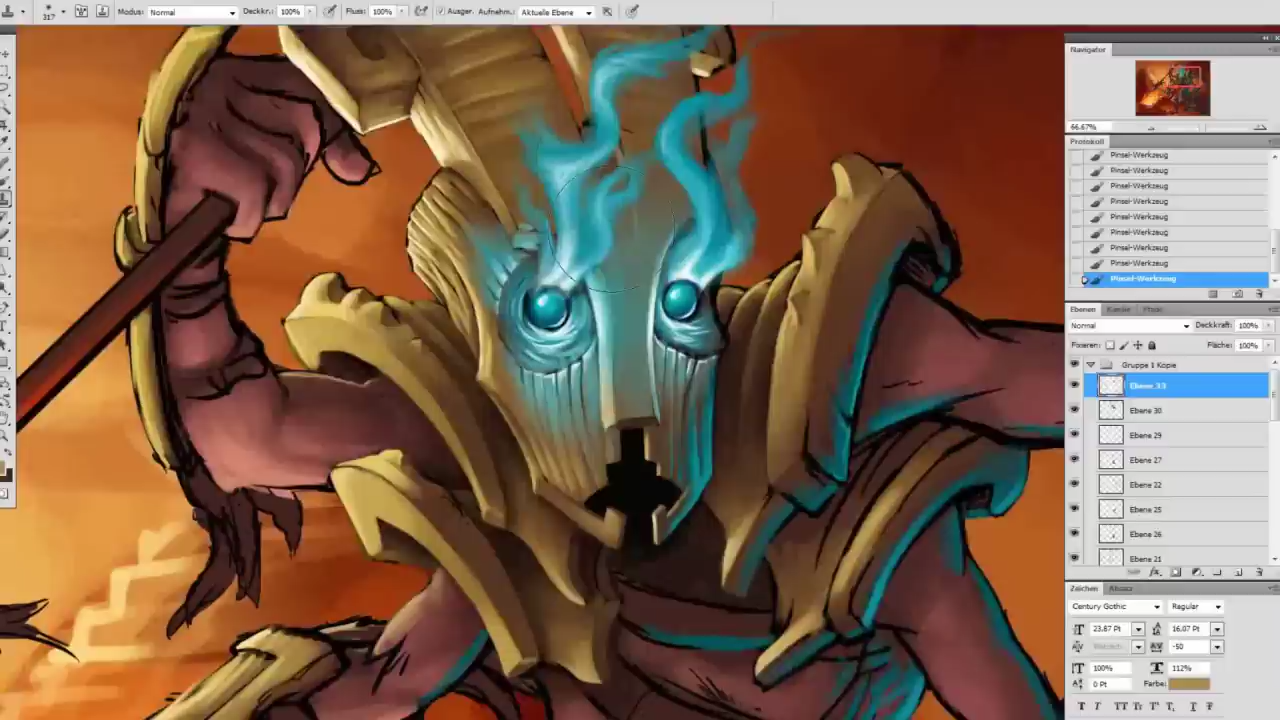 317 Modus: Normal Deckkr.: 100% Fluss: 100% Ausger. Aufnehm.: Aktuelle Ebene
Navigator
66.67%
Protokoll
Pinsel-Werkzeug
Pinsel-Werkzeug
Pinsel-Werkzeug
Pinsel-Werkzeug
Pinsel-Werkzeug
Pinsel-Werkzeug
Pinsel-Werkzeug
Pinsel-Werkzeug
Pinsel-Werkzeug
Ebenen Kanäle Pfade
Normal Deckkraft: 100%
Fixieren: Fläche: 100%
Gruppe 1 Kopie
Ebene 33
Ebene 30
Ebene 29
Ebene 27
Ebene 22
Ebene 25
Ebene 26
Ebene 21
Zeichen Absatz
Century Gothic Regular
23.87 Pt 16.07 Pt
-50
100% 112%
0 Pt Farbe: